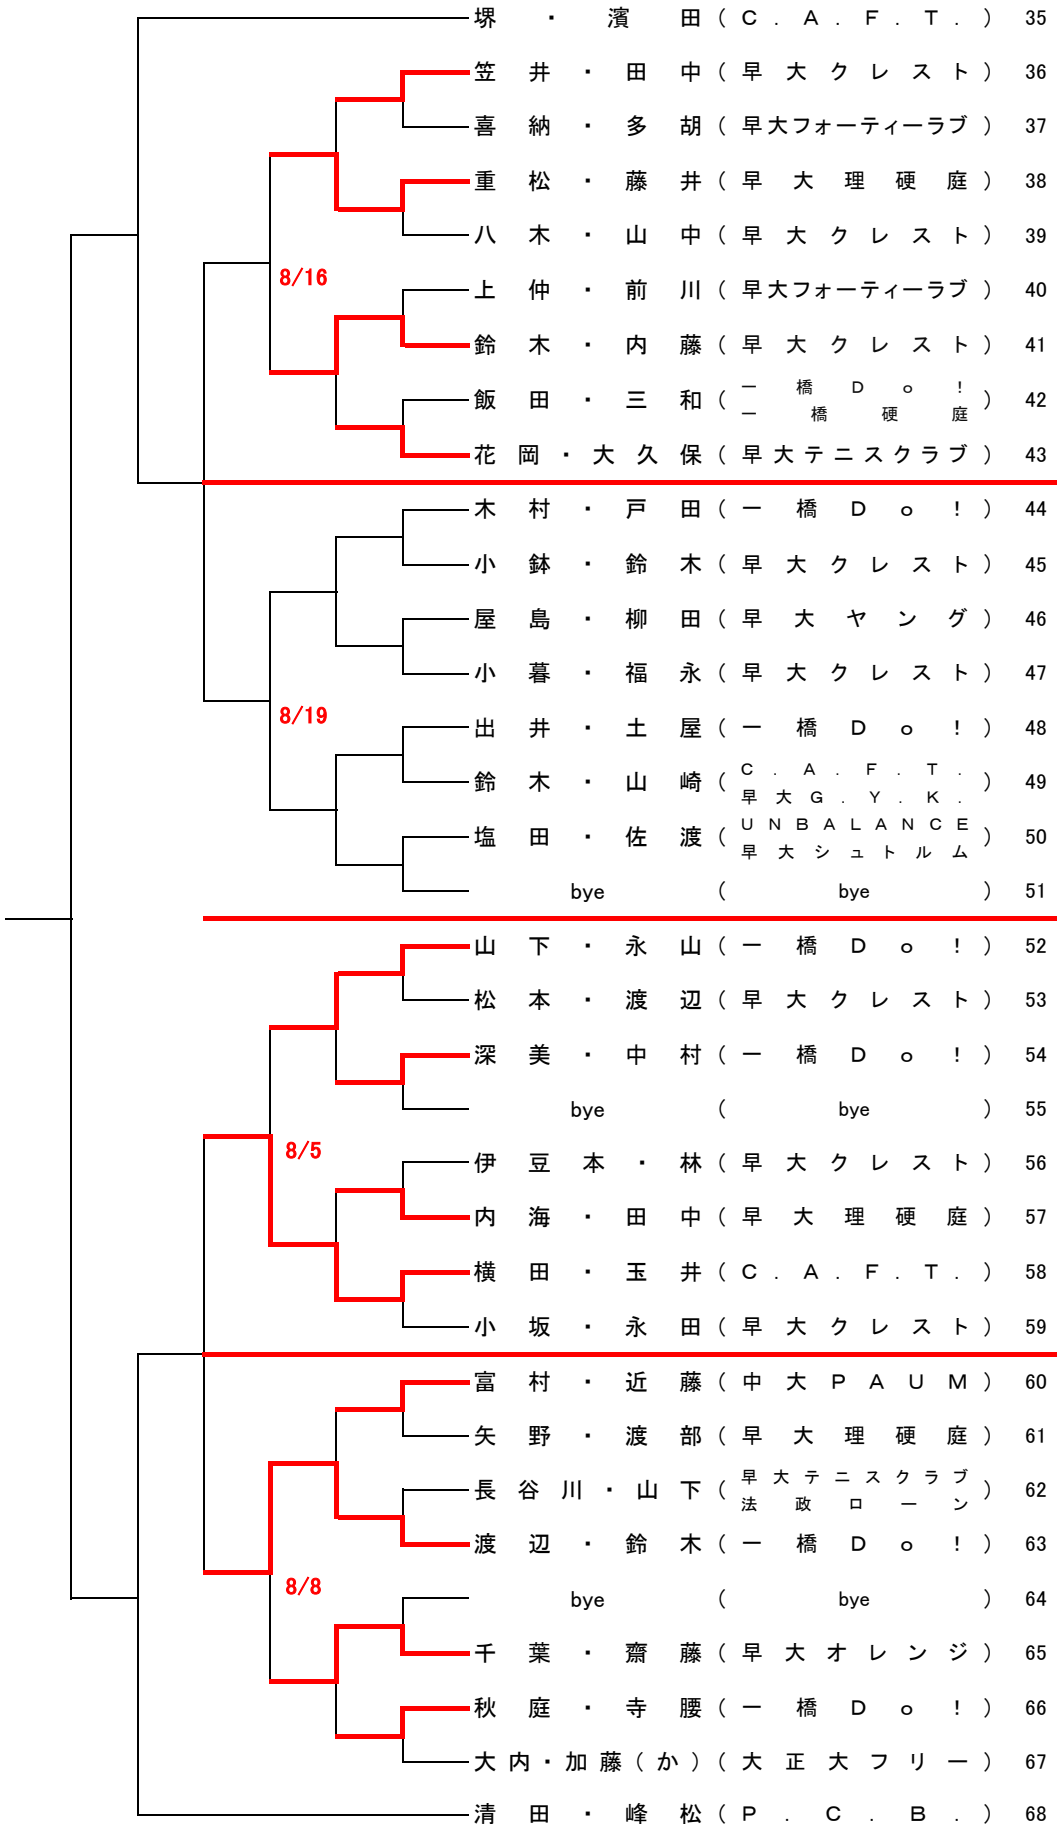 堺・濱田(C.A.F.T.) 35
笠井・田中(早大クレスト) 36
喜納・多胡(早大フォーティーラブ) 37
重松・藤井(早大理硬庭) 38
八木・山中(早大クレスト) 39
8/16
上仲・前川(早大フォーティーラブ) 40
鈴木・内藤(早大クレスト) 41
飯田・三和(一橋Do!
一橋硬庭) 42
花岡・大久保(早大テニスクラブ) 43
木村・戸田(一橋Do!) 44
小鉢・鈴木(早大クレスト) 45
屋島・柳田(早大ヤング) 46
小暮・福永(早大クレスト) 47
8/19
出井・土屋(一橋Do!) 48
鈴木・山崎(C.A.F.T.
早大G.Y.K.) 49
塩田・佐渡(UNBALANCE
早大シュトルム) 50
bye(bye) 51
山下・永山(一橋Do!) 52
松本・渡辺(早大クレスト) 53
深美・中村(一橋Do!) 54
bye(bye) 55
8/5
伊豆本・林(早大クレスト) 56
内海・田中(早大理硬庭) 57
横田・玉井(C.A.F.T.) 58
小坂・永田(早大クレスト) 59
富村・近藤(中大PAUM) 60
矢野・渡部(早大理硬庭) 61
長谷川・山下(早大テニスクラブ
法政ローン) 62
渡辺・鈴木(一橋Do!) 63
8/8
bye(bye) 64
千葉・齋藤(早大オレンジ) 65
秋庭・寺腰(一橋Do!) 66
大内・加藤(か)(大正大フリー) 67
清田・峰松(P.C.B.) 68